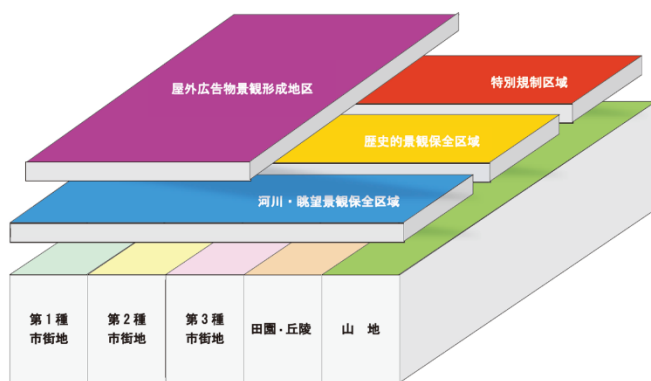 屋外広告物景観形成地区
特別規制区域
歴史的景観保全区域
河川・眺望景観保全区域
第1種
市街地
第2種
市街地
第3種
市街地
田園・丘陵
山　地